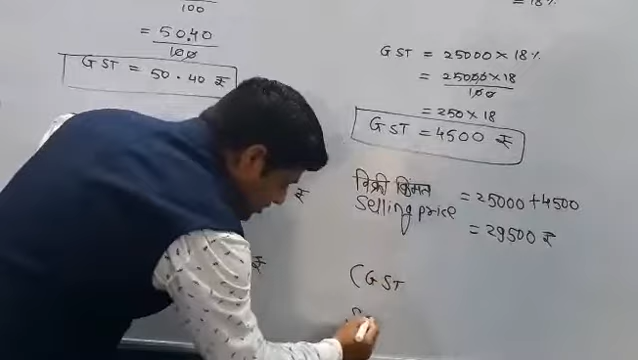 100
= 50.40
100
GST = 50.40 ₹
₹
₹
= 18%
GST = 25000 × 18%
= 25000 × 18
100
= 250 × 18
GST = 4500 ₹
विक्री किंमत
Selling price = 25000 + 4500
= 29500 ₹
(GST